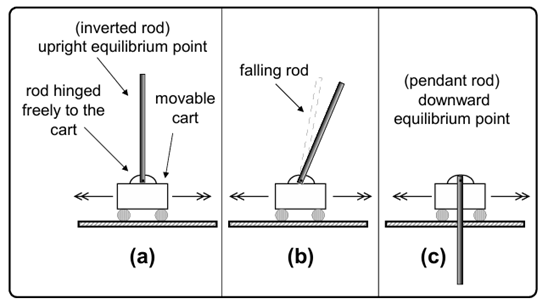 (inverted rod)
upright equilibrium point
rod hinged
freely to the
cart
movable
cart
(a)
falling rod
(b)
(pendant rod)
downward
equilibrium point
(c)